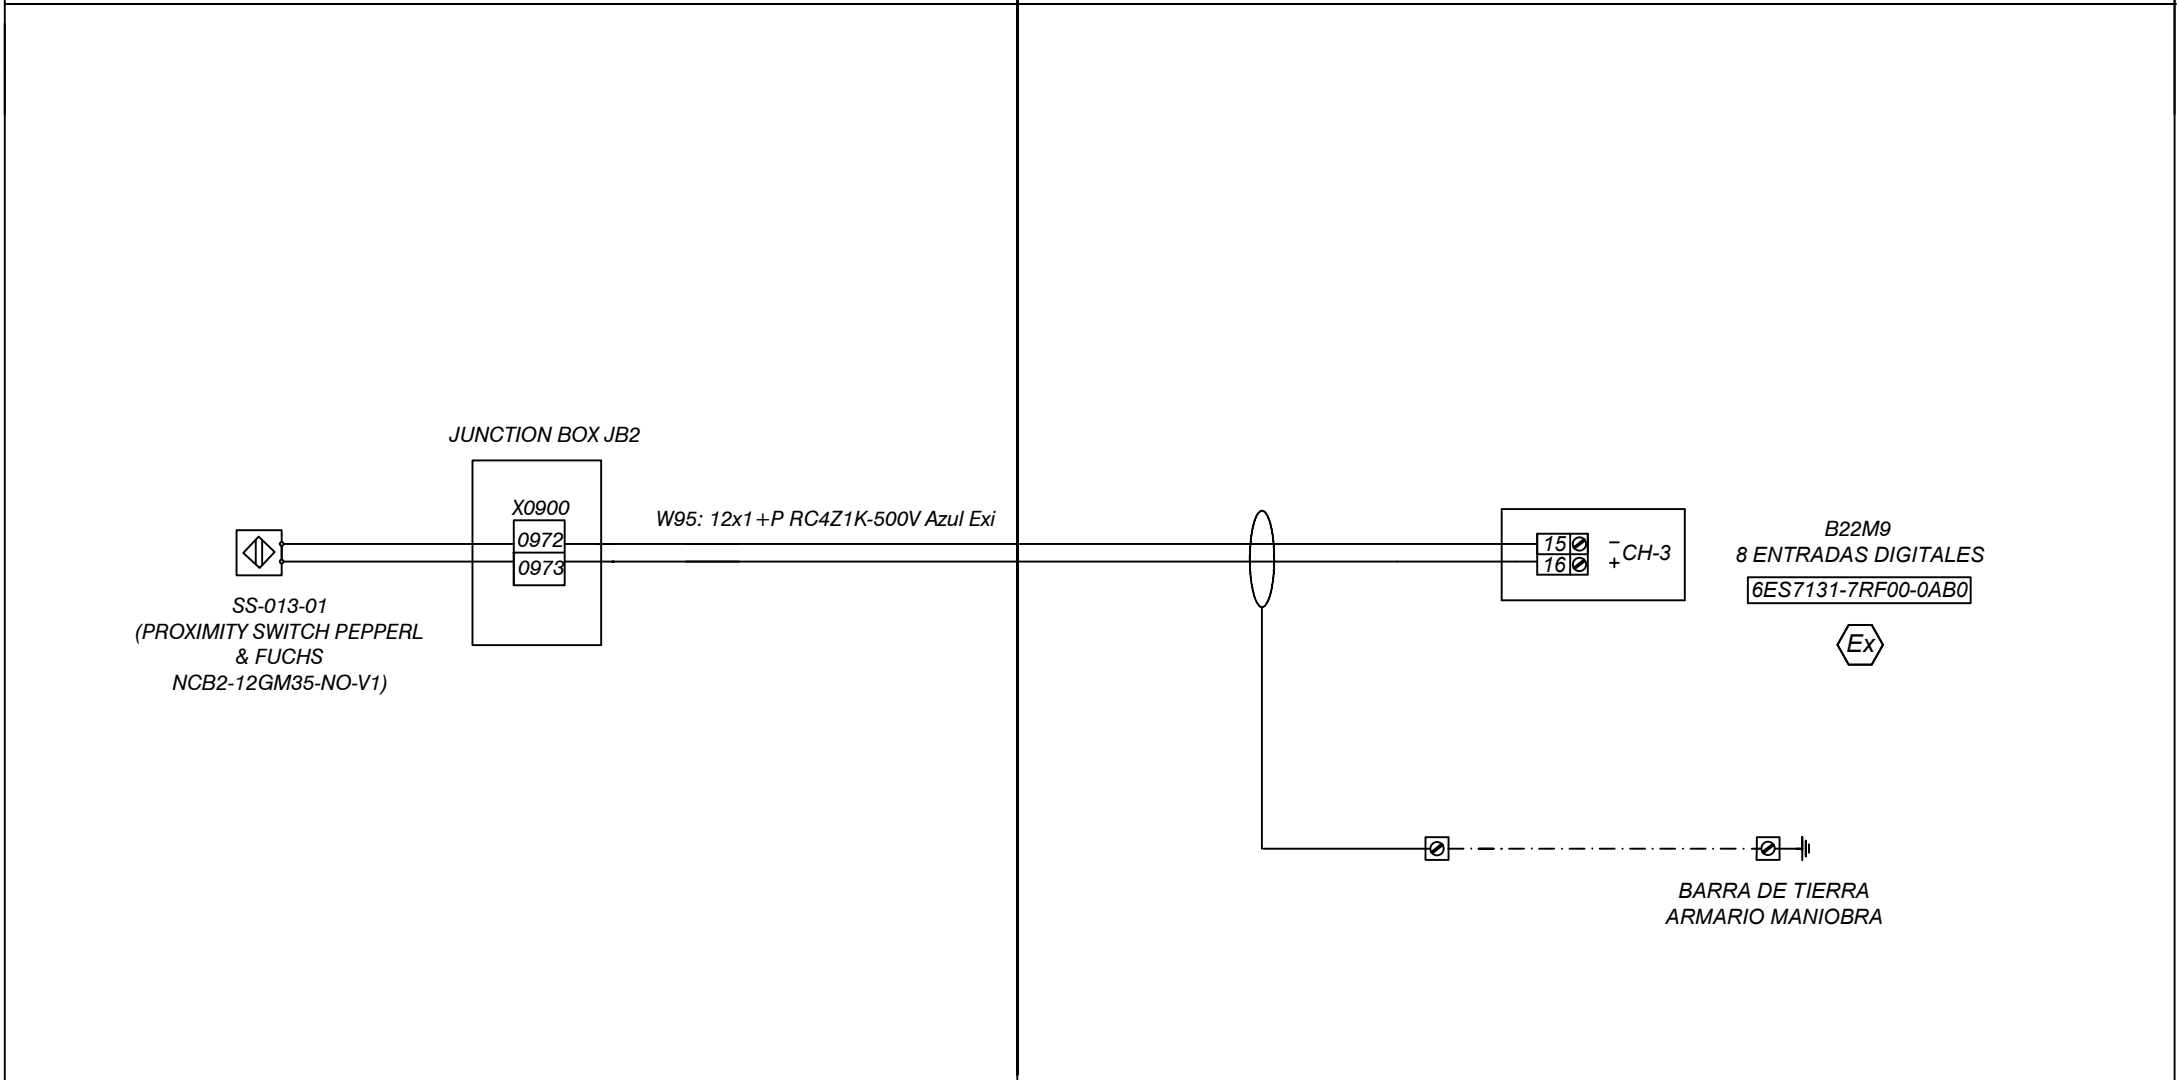 JUNCTION BOX JB2
X0900
0972
0973
W95: 12x1+P RC4Z1K-500V Azul Exi
SS-013-01
(PROXIMITY SWITCH PEPPERL
& FUCHS
NCB2-12GM35-NO-V1)
15
16
−
+
CH-3
B22M9
8 ENTRADAS DIGITALES
6ES7131-7RF00-0AB0
Ex
BARRA DE TIERRA
ARMARIO MANIOBRA